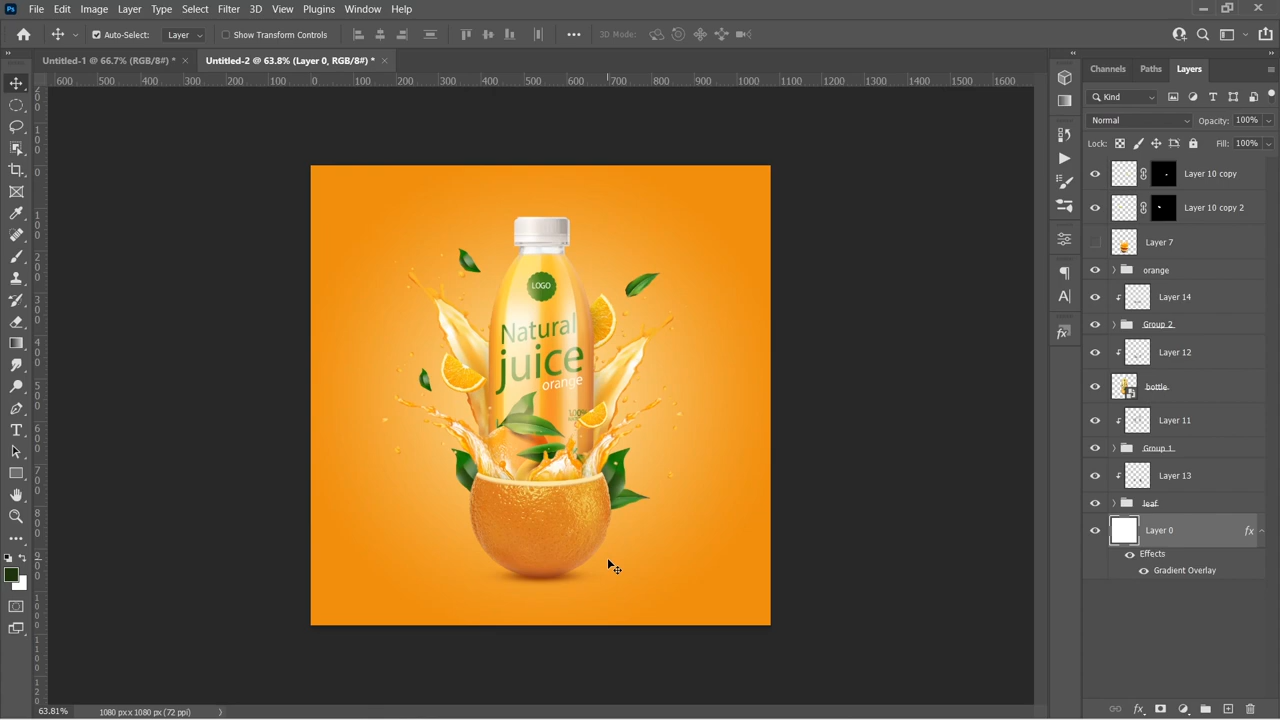 Ps File Edit Image Layer Type Select Filter 3D View Plugins Window Help
Auto-Select: Layer Show Transform Controls 3D Mode:
Untitled-1 @ 66.7% (RGB/8#) * × Untitled-2 @ 63.8% (Layer 0, RGB/8#) * ×
600 500 400 300 200 100 0 100 200 300 400 500 600 700 800 900 1000 1100 1200 1300 1400 1500 1600
Channels Paths Layers
Kind
Normal Opacity: 100%
Lock: Fill: 100%
Layer 10 copy
Layer 10 copy 2
Layer 7
orange
Layer 14
Group 2
Layer 12
bottle
Layer 11
Group 1
Layer 13
leaf
Layer 0 fx
Effects
Gradient Overlay
LOGO
Natural
juice
orange
100%
63.81% 1080 px x 1080 px (72 ppi)